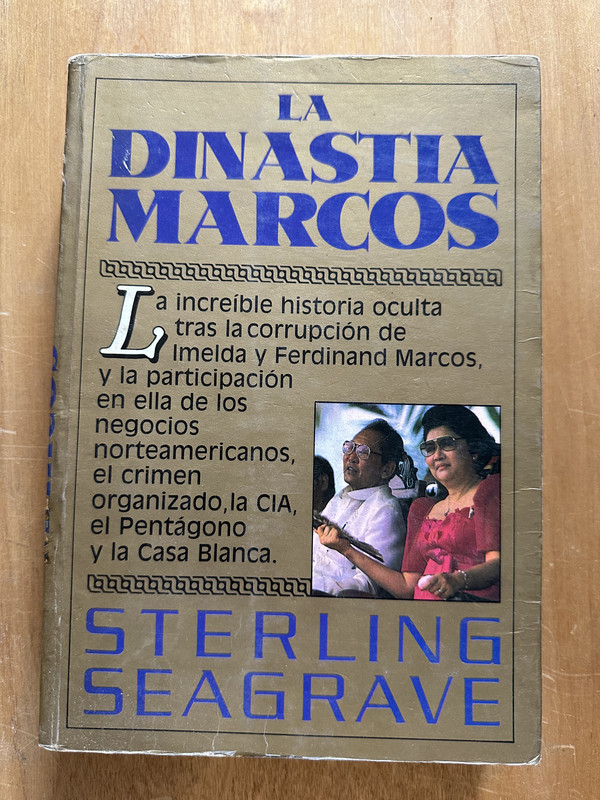 LA
DINASTIA
MARCOS
La increíble historia oculta
tras la corrupción de
Imelda y Ferdinand Marcos,
y la participación
en ella de los
negocios
norteamericanos,
el crimen
organizado, la CIA,
el Pentágono
y la Casa Blanca.
STERLING
SEAGRAVE